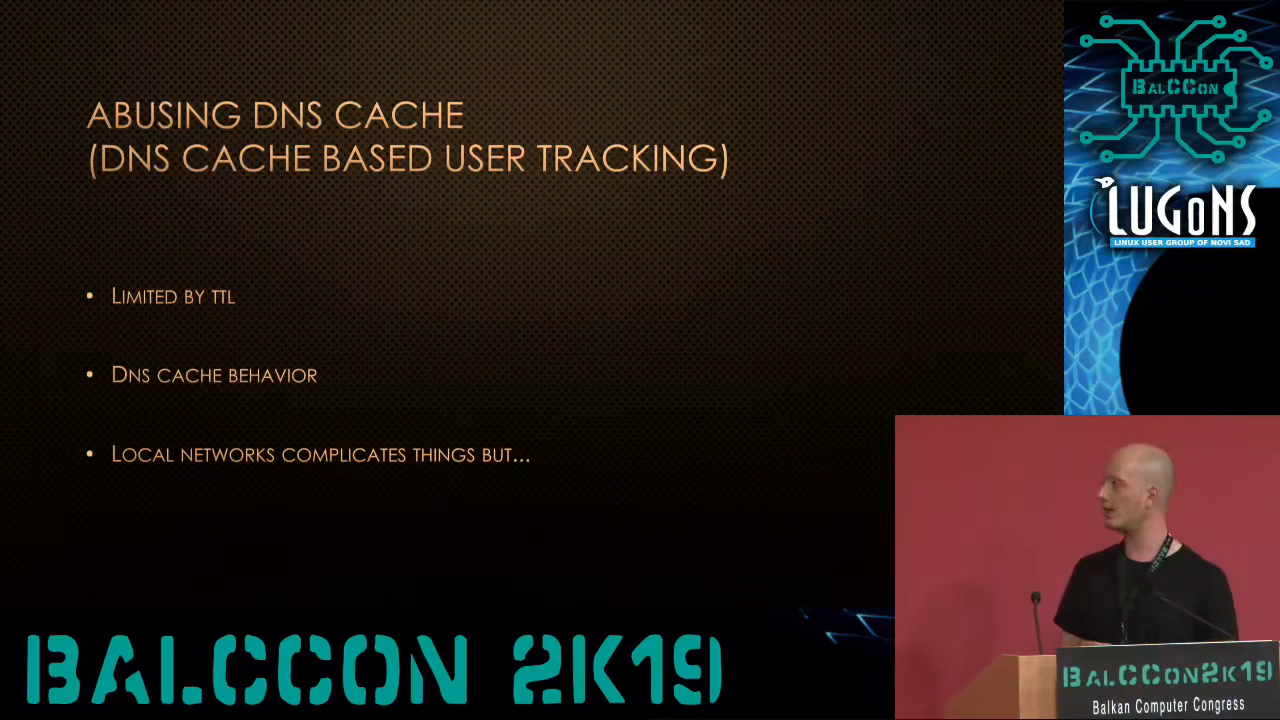 ABUSING DNS CACHE
(DNS CACHE BASED USER TRACKING)
• LIMITED BY TTL
• DNS CACHE BEHAVIOR
• LOCAL NETWORKS COMPLICATES THINGS BUT...
BALCCON 2K19
BALCCON
LUGONS
LINUX USER GROUP OF NOVI SAD
BALCCON2K19
Balkan Computer Congress